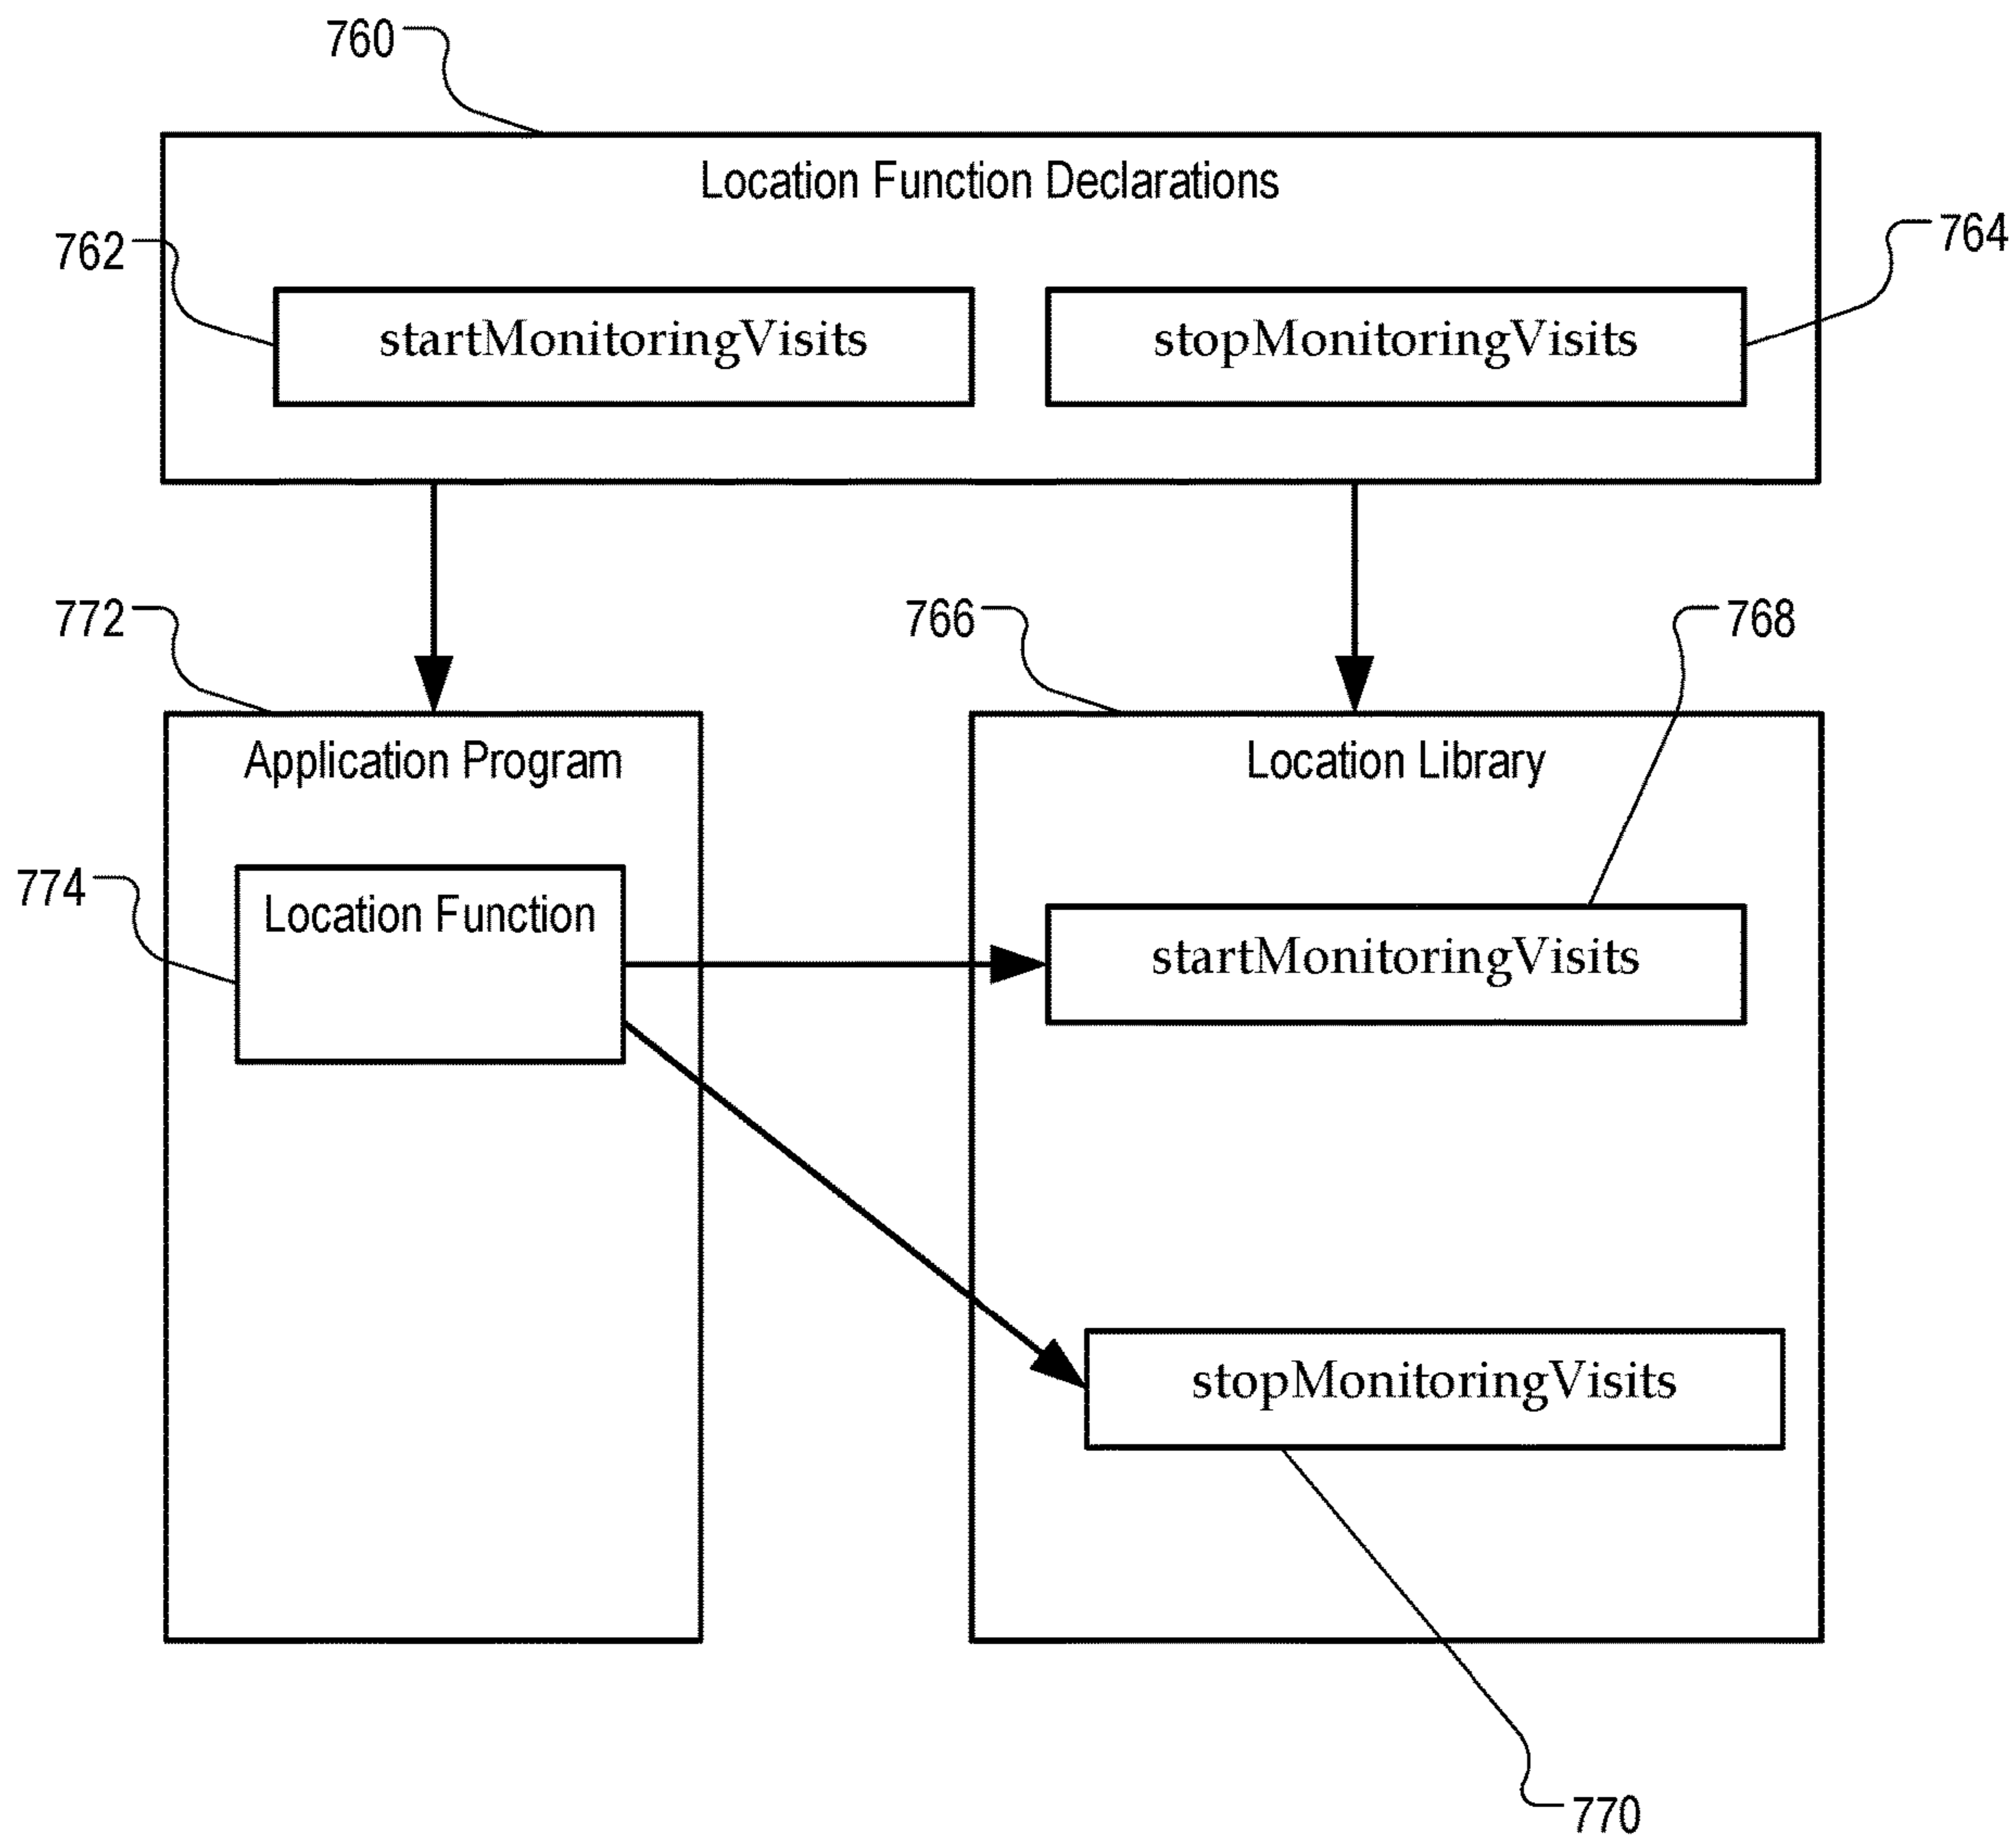 760
Location Function Declarations
762
764
startMonitoringVisits
stopMonitoringVisits
772
766
768
Application Program
Location Library
774
Location Function
startMonitoringVisits
stopMonitoringVisits
770